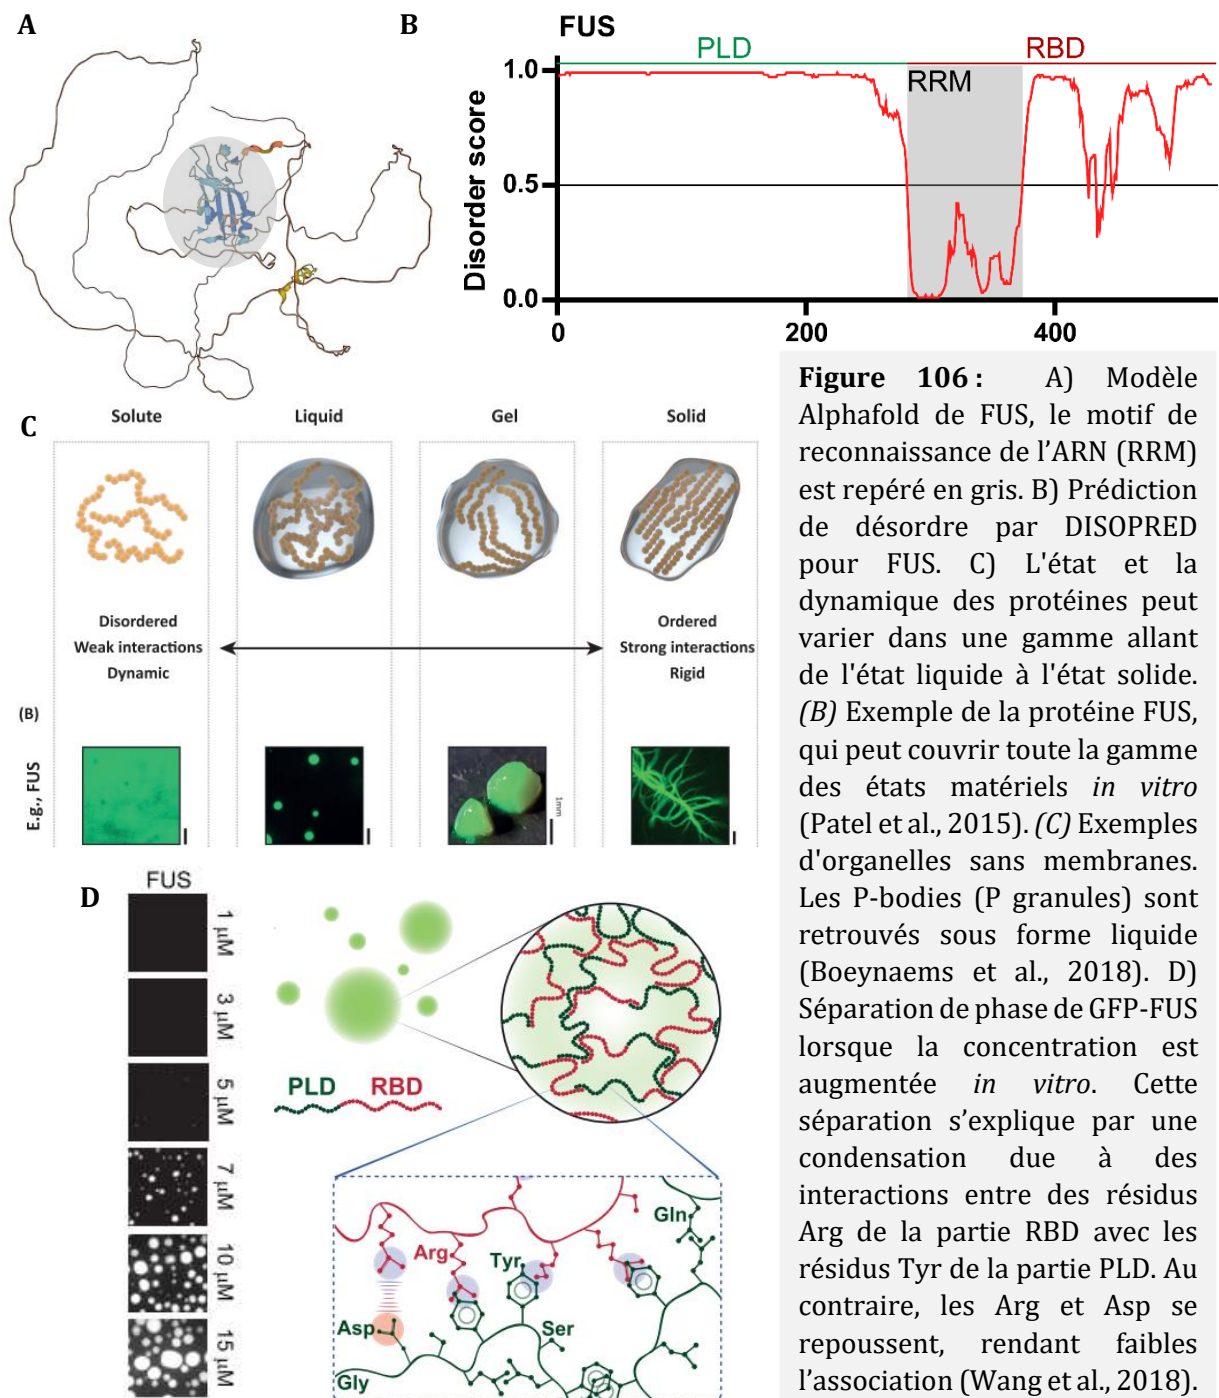 A
B
FUS
PLD
RBD
RRM
Disorder score
1.0
0.5
0.0
0
200
400
C
Solute
Liquid
Gel
Solid
Disordered
Weak interactions
Dynamic
Ordered
Strong interactions
Rigid
(B)
E.g., FUS
1mm
D
FUS
1 µM
3 µM
5 µM
7 µM
10 µM
15 µM
PLD
RBD
Gln
Arg
Tyr
Asp
Ser
Gly
Figure 106 : A) Modèle
Alphafold de FUS, le motif de
reconnaissance de l'ARN (RRM)
est repéré en gris. B) Prédiction
de désordre par DISOPRED
pour FUS. C) L'état et la
dynamique des protéines peut
varier dans une gamme allant
de l'état liquide à l'état solide.
(B) Exemple de la protéine FUS,
qui peut couvrir toute la gamme
des états matériels in vitro
(Patel et al., 2015). (C) Exemples
d'organelles sans membranes.
Les P-bodies (P granules) sont
retrouvés sous forme liquide
(Boeynaems et al., 2018). D)
Séparation de phase de GFP-FUS
lorsque la concentration est
augmentée in vitro. Cette
séparation s'explique par une
condensation due à des
interactions entre des résidus
Arg de la partie RBD avec les
résidus Tyr de la partie PLD. Au
contraire, les Arg et Asp se
repoussent, rendant faibles
l'association (Wang et al., 2018).